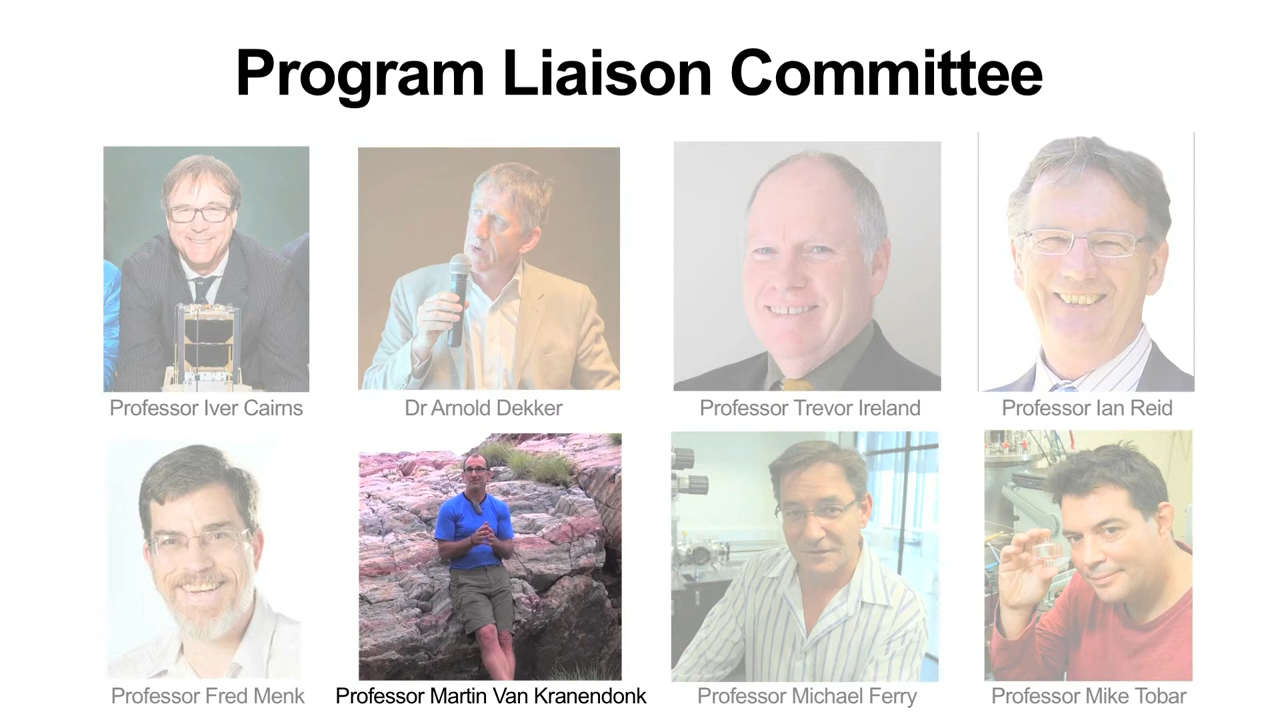 Program Liaison Committee
Professor Iver Cairns
Dr Arnold Dekker
Professor Trevor Ireland
Professor Ian Reid
Professor Fred Menk
Professor Martin Van Kranendonk
Professor Michael Ferry
Professor Mike Tobar